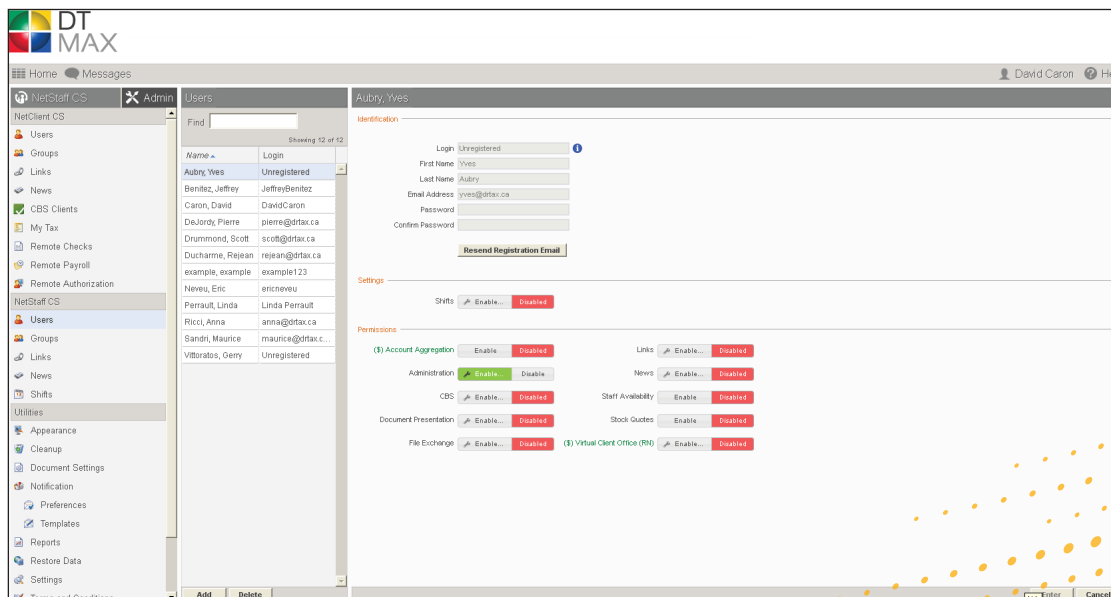 DT
MAX
Home Messages David Caron
NetStaff CS Admin
NetClient CS
Users
Groups
Links
News
CBS Clients
My Tax
Remote Checks
Remote Payroll
Remote Authorization
NetStaff CS
Users
Groups
Links
News
Shifts
Utilities
Appearance
Cleanup
Document Settings
Notification
Preferences
Templates
Reports
Restore Data
Settings
Terms and Conditions
Users
Find
Showing 12 of 12
Name Login
Aubry, Yves Unregistered
Benitez, Jeffrey JeffreyBenitez
Caron, David DavidCaron
DeJordy, Pierre pierre@drtax.ca
Drummond, Scott scott@drtax.ca
Ducharme, Rejean rejean@drtax.ca
example, example example123
Neveu, Eric ericneveu
Perrault, Linda Linda Perrault
Ricci, Anna anna@drtax.ca
Sandri, Maurice maurice@drtax.c...
Vittoratos, Gerry Unregistered
Add Delete
Aubry, Yves
Identification
Login Unregistered
First Name Yves
Last Name Aubry
Email Address yves@drtax.ca
Password
Confirm Password
Resend Registration Email
Settings
Shifts Enable... Disabled
Permissions
($) Account Aggregation Enable Disabled Links Enable... Disabled
Administration Enable... Disable News Enable... Disabled
CBS Enable... Disabled Staff Availability Enable Disabled
Document Presentation Enable... Disabled Stock Quotes Enable Disabled
File Exchange Enable... Disabled ($) Virtual Client Office (RN) Enable... Disabled
Enter Cancel